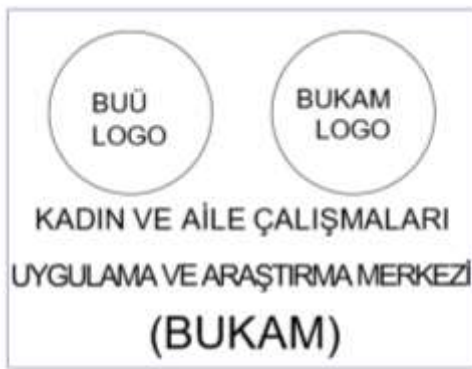 BUÜ
LOGO
BUKAM
LOGO
KADIN VE AİLE ÇALIŞMALARI
UYGULAMA VE ARAŞTIRMA MERKEZİ
(BUKAM)